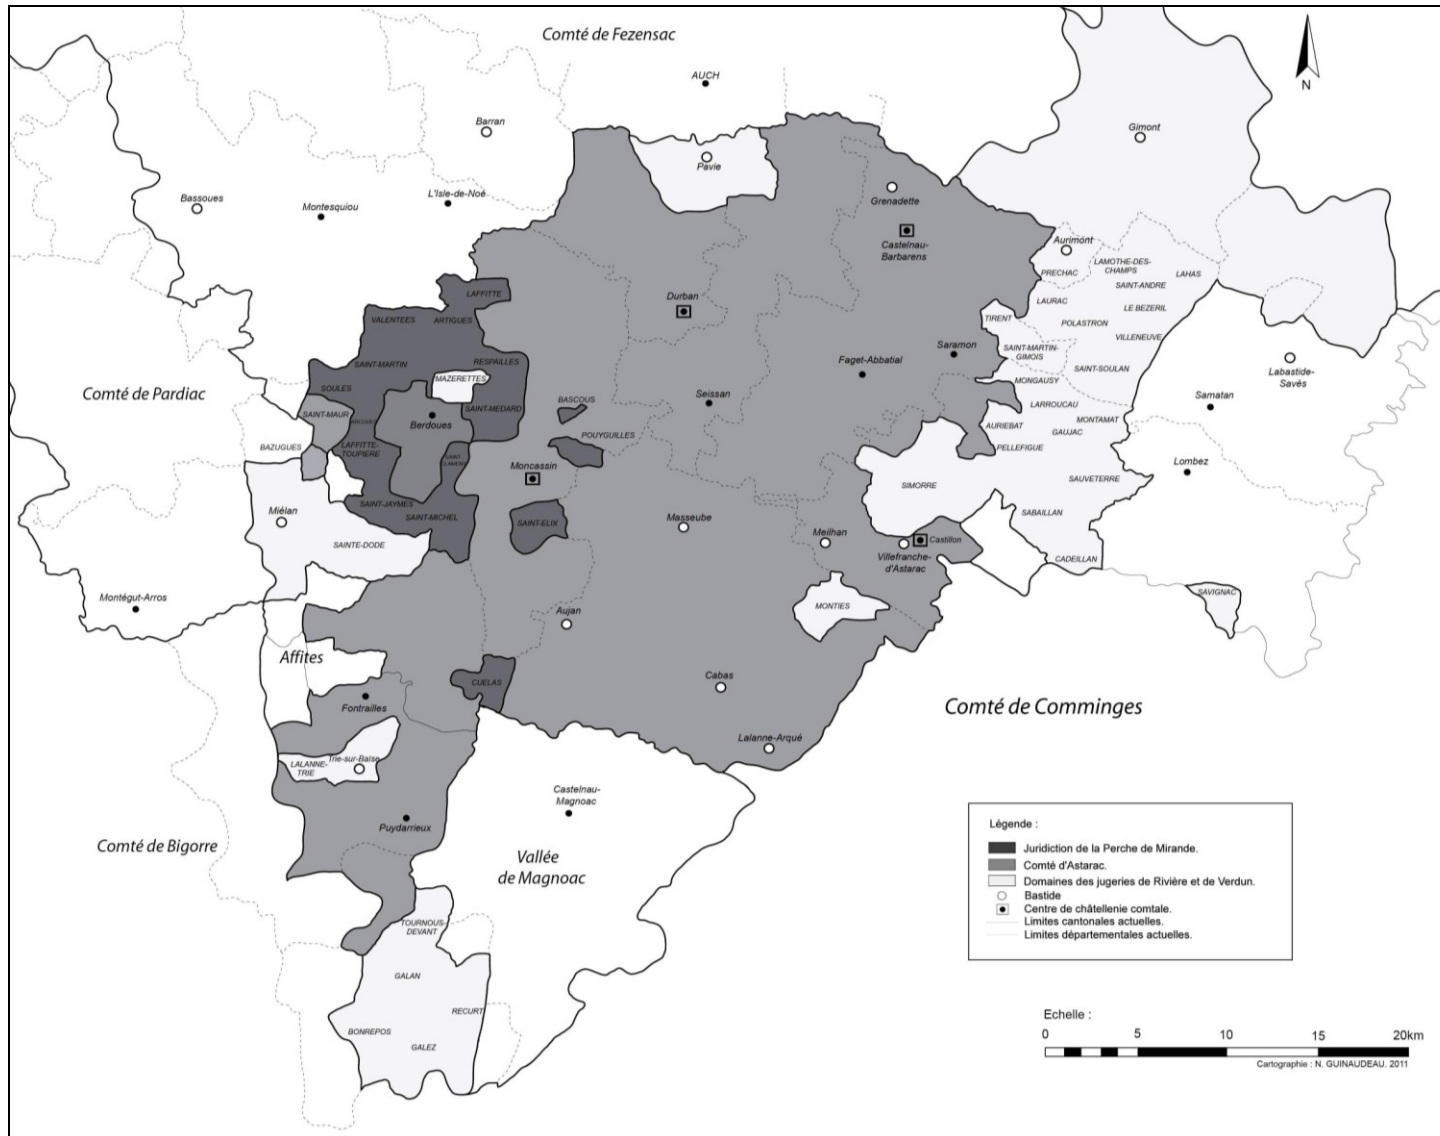 Comté de Fezensac
AUCH
N
Barran
Gimont
Pavie
Bassoues
Montesquiou
L'Isle-de-Noé
Grenadette
Castelnau-
Barbarens
Aurimont
LAMOTHE-DES-
CHAMPS
PRECHAC
LAHAS
SAINT-ANDRE
LAFFITTE
Durban
LAURAC
LE BEZERIL
VALENTEES
ARTIGUES
TIRENT
POLASTRON
VILLENEUVE
Saramon
SAINT-MARTIN-
GIMOIS
Labastide-
Savés
SAINT-MARTIN
RESPAILLES
Faget-Abbatial
SAINT-SOULAN
MAZERETTES
MONGAUSY
Comté de Pardiac
SOULES
Seissan
Samatan
BASCOUS
LARROUCAU
SAINT-MAUR
SAINT-MEDARD
MONTAMAT
Berdoues
AURIEBAT
GAUJAC
POUYGUILLES
BAZUGUES
LAFFITTE-
TOUPIERE
PELLEFIGUE
Lombez
Moncassin
SIMORRE
SAUVETERRE
SAINT-JAYMES
Miélan
SAINT-MICHEL
SAINT-ELIX
Masseube
SABAILLAN
Meilhan
Castillon
SAINTE-DODE
Villefranche-
d'Astarac
CADEILLAN
Montégut-Arros
Aujan
MONTIES
SAVIGNAC
Affites
CUELAS
Cabas
Fontrailles
Comté de Comminges
Lalanne-Arqué
Trie-sur-Baïse
LALANNE-
TRIE
Castelnau-
Magnoac
Puydarrieux
Comté de Bigorre
Vallée
de Magnoac
Légende :
Juridiction de la Perche de Mirande.
Comté d'Astarac.
Domaines des jugeries de Rivière et de Verdun.
Bastide
Centre de châtellenie comtale.
Limites cantonales actuelles.
Limites départementales actuelles.
TOURNOUS-
DEVANT
GALAN
RECURT
BONREPOS
GALEZ
Echelle :
0 5 10 15 20km
Cartographie : N. GUINAUDEAU. 2011